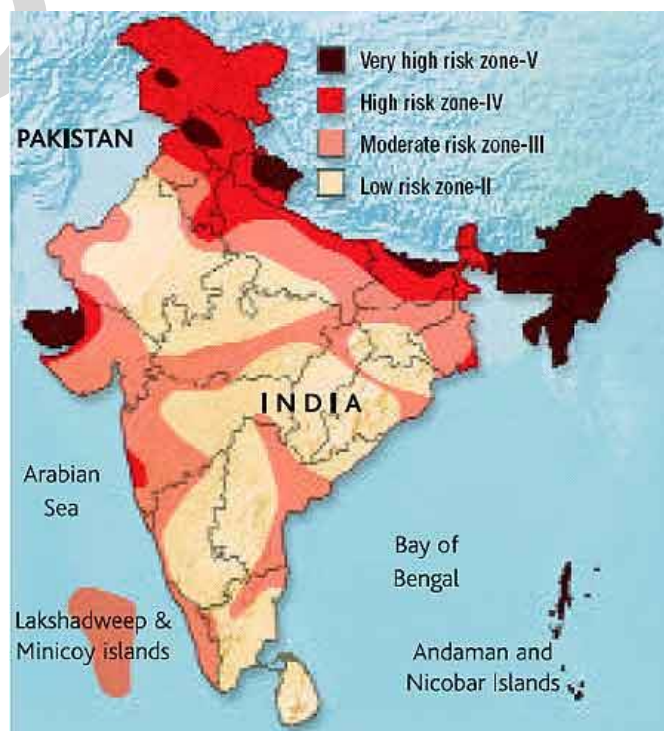 Very high risk zone-V
High risk zone-IV
Moderate risk zone-III
Low risk zone-II
PAKISTAN
INDIA
Arabian
Sea
Bay of
Bengal
Lakshadweep &
Minicoy islands
Andaman and
Nicobar Islands